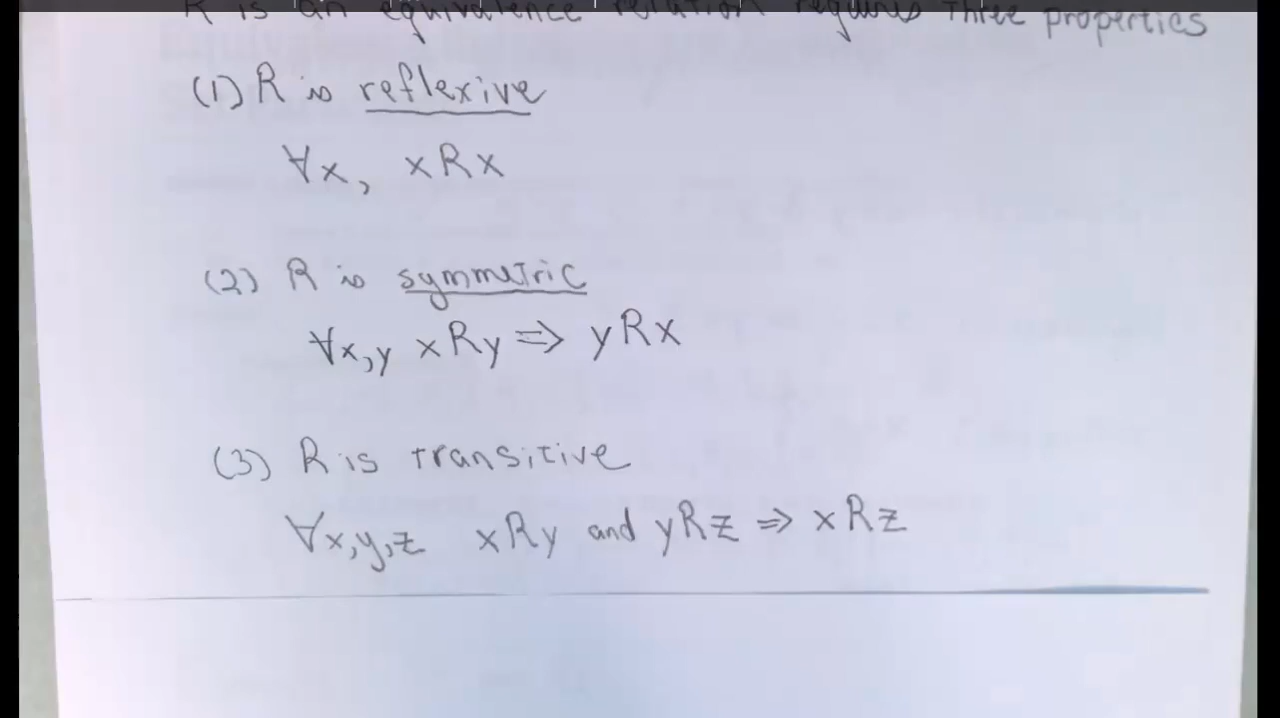 R is an equivalence relation requires three properties
(1) R is reflexive
∀x, xRx
(2) R is symmetric
∀x,y xRy ⇒ yRx
(3) R is transitive
∀x,y,z xRy and yRz ⇒ xRz